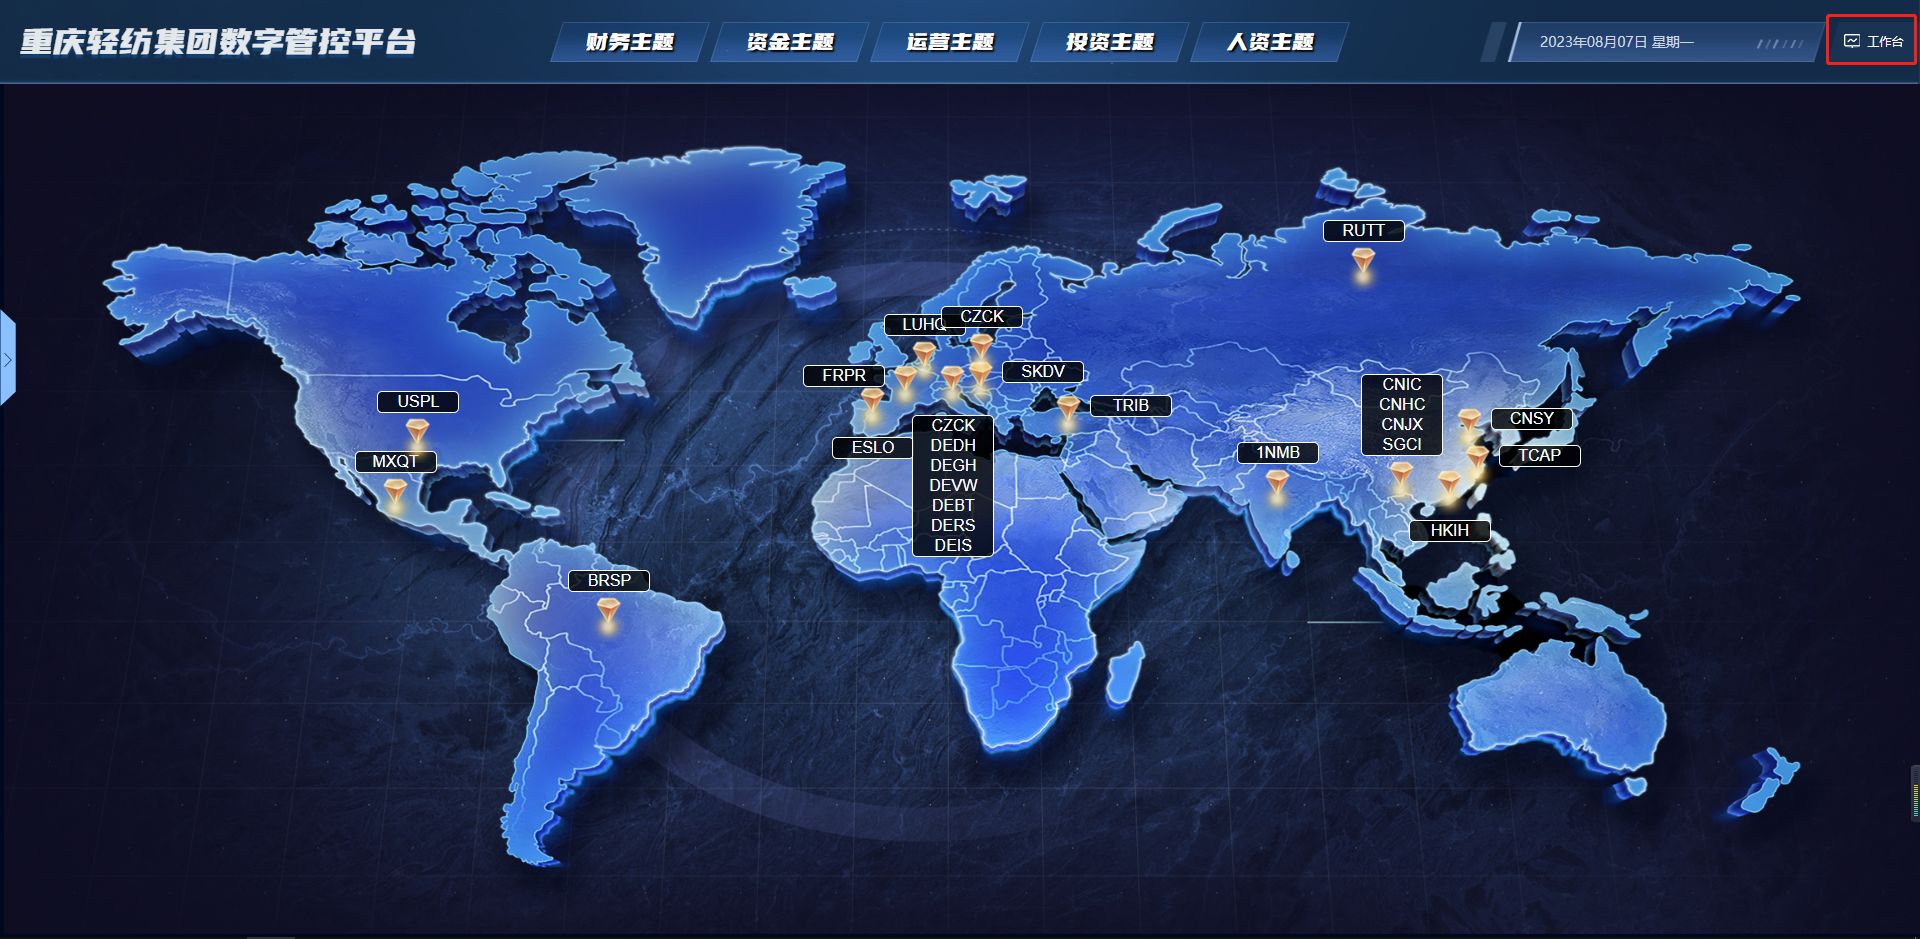 重庆轻纺集团数字管控平台
财务主题
资金主题
运营主题
投资主题
人资主题
2023年08月07日 星期一
工作台
RUTT
LUHQ
CZCK
FRPR
SKDV
USPL
TRIB
ESLO
MXQT
CZCK
DEDH
DEGH
DEVW
DEBT
DERS
DEIS
CNIC
CNHC
CNJX
SGCI
CNSY
TCAP
1NMB
HKIH
BRSP